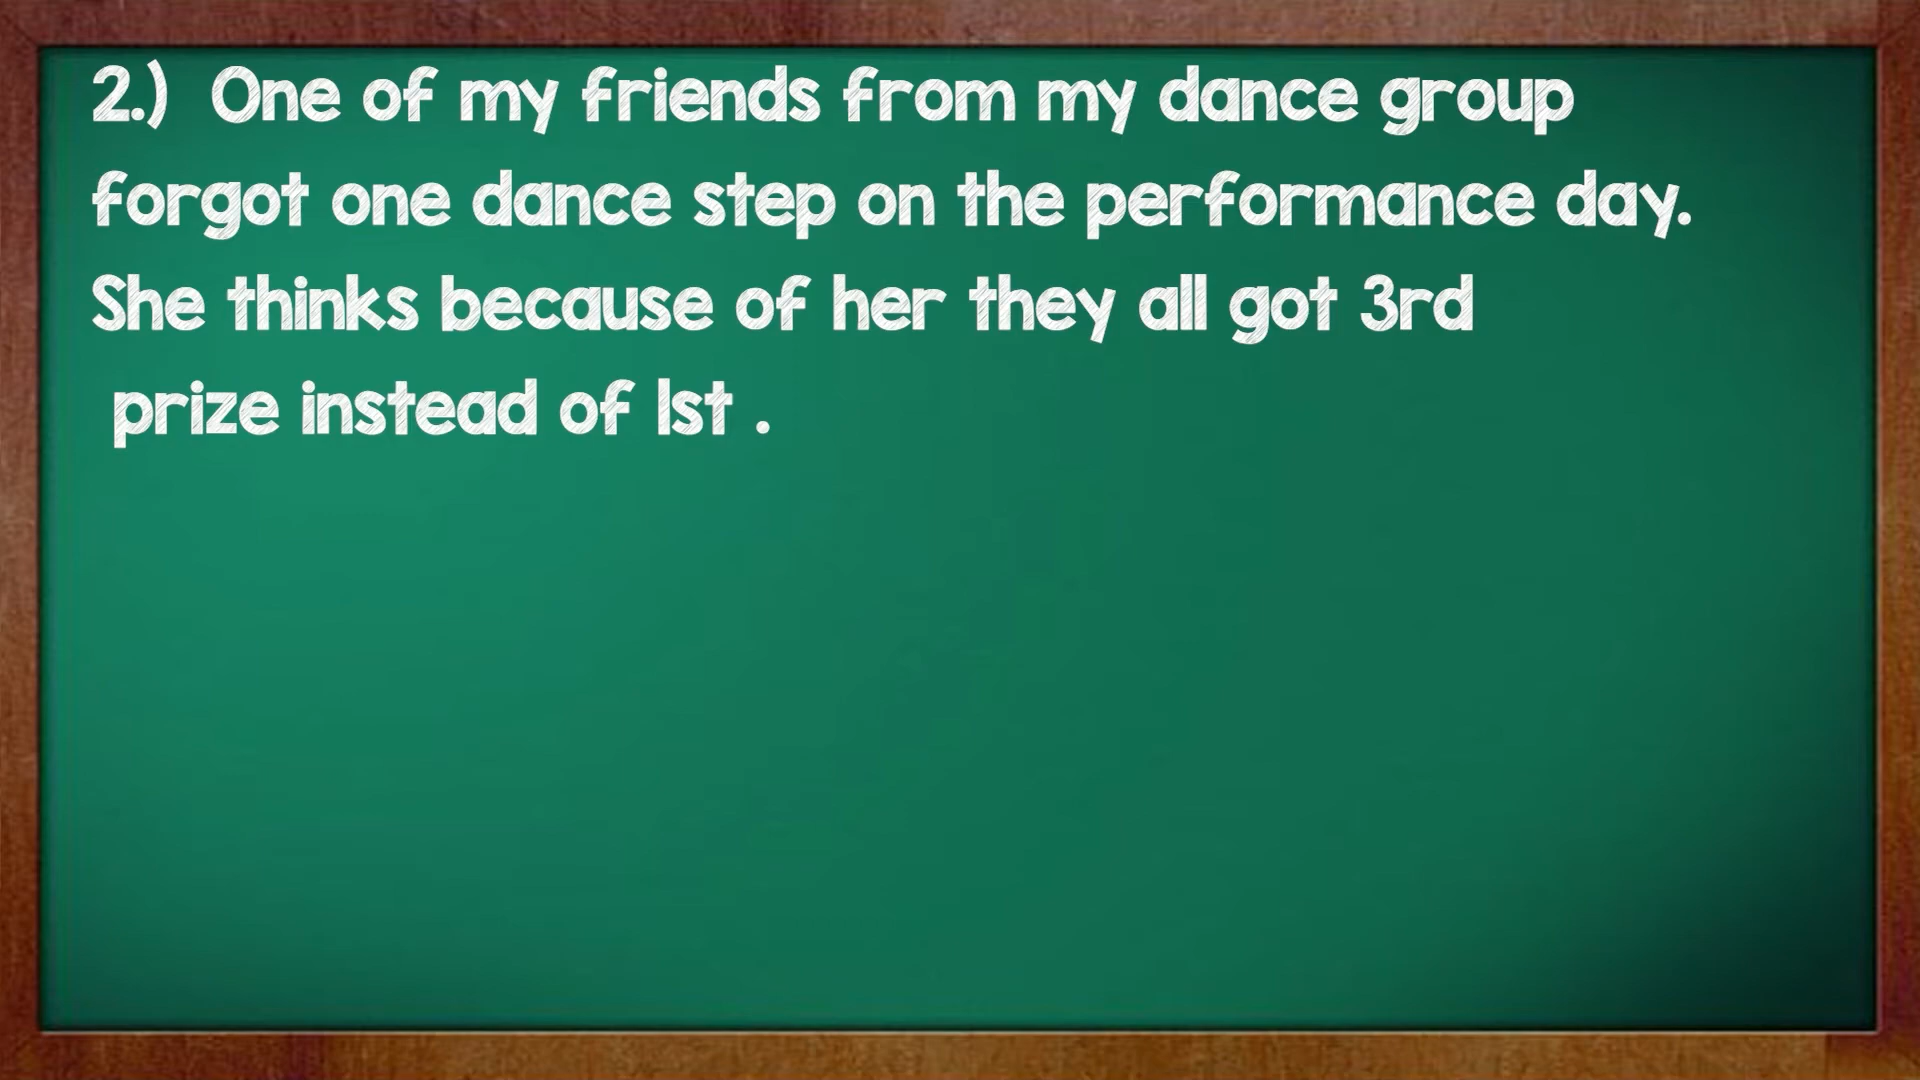 2.) One of my friends from my dance group
forgot one dance step on the performance day.
She thinks because of her they all got 3rd
prize instead of 1st .